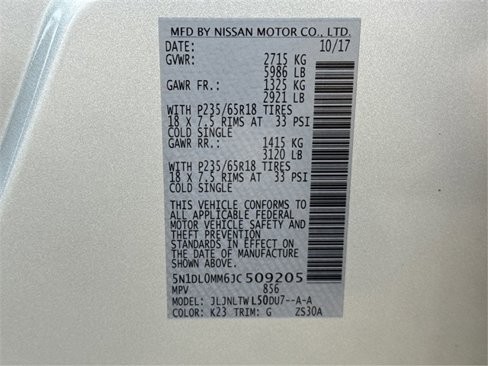 MFD BY NISSAN MOTOR CO., LTD.
DATE: 10/17
GVWR: 2715 KG
5986 LB
GAWR FR.: 1325 KG
2921 LB
WITH P235/65R18 TIRES
18 X 7.5 RIMS AT 33 PSI
COLD SINGLE
GAWR RR.: 1415 KG
3120 LB
WITH P235/65R18 TIRES
18 X 7.5 RIMS AT 33 PSI
COLD SINGLE
THIS VEHICLE CONFORMS TO
ALL APPLICABLE FEDERAL
MOTOR VEHICLE SAFETY AND
THEFT PREVENTION
STANDARDS IN EFFECT ON
THE DATE OF MANUFACTURE
SHOWN ABOVE.
5N1DL0MM6JC509205
MPV 856
MODEL: JLJNLTWL50DU7--A-A
COLOR: K23 TRIM: G ZS30A